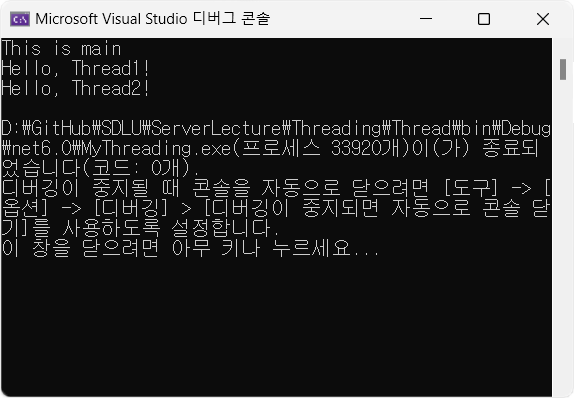 Microsoft Visual Studio 디버그 콘솔
This is main
Hello, Thread1!
Hello, Thread2!
D:₩GitHub₩SDLU₩ServerLecture₩Threading₩Thread₩bin₩Debug
₩net6.0₩MyThreading.exe(프로세스 33920개)이(가) 종료되
었습니다(코드: 0개).
디버깅이 중지될 때 콘솔을 자동으로 닫으려면 [도구] -> [
옵션] -> [디버깅] > [디버깅이 중지되면 자동으로 콘솔 닫
기]를 사용하도록 설정합니다.
이 창을 닫으려면 아무 키나 누르세요...